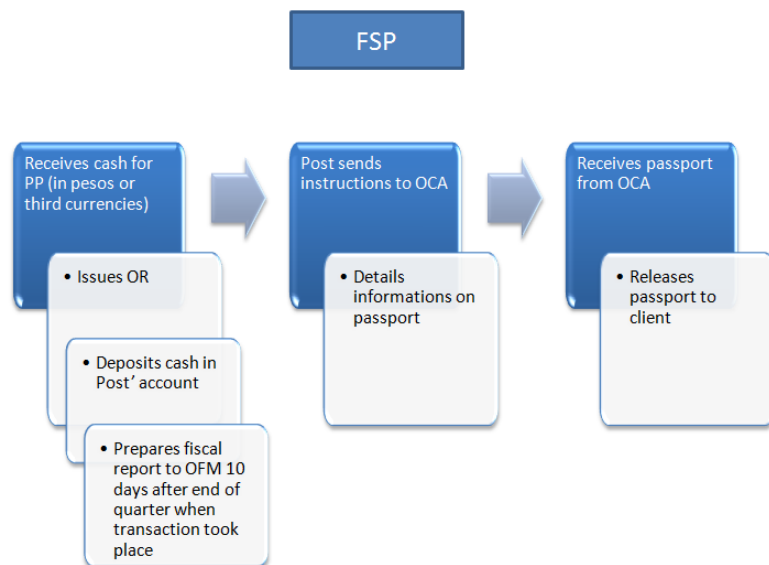 FSP
Receives cash for
PP (in pesos or
third currencies)
• Issues OR
• Deposits cash in
Post’ account
• Prepares fiscal
report to OFM 10
days after end of
quarter when
transaction took
place
Post sends
instructions to OCA
• Details
informations on
passport
Receives passport
from OCA
• Releases
passport to
client